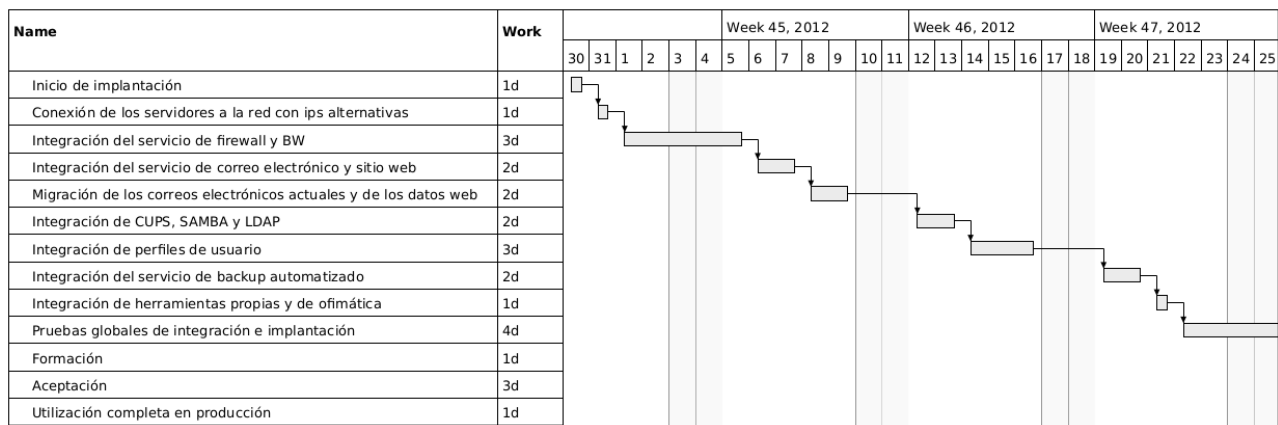 Name Work Week 45, 2012 Week 46, 2012 Week 47, 2012
30 31 1 2 3 4 5 6 7 8 9 10 11 12 13 14 15 16 17 18 19 20 21 22 23 24 25
Inicio de implantación 1d
Conexión de los servidores a la red con ips alternativas 1d
Integración del servicio de firewall y BW 3d
Integración del servicio de correo electrónico y sitio web 2d
Migración de los correos electrónicos actuales y de los datos web 2d
Integración de CUPS, SAMBA y LDAP 2d
Integración de perfiles de usuario 3d
Integración del servicio de backup automatizado 2d
Integración de herramientas propias y de ofimática 1d
Pruebas globales de integración e implantación 4d
Formación 1d
Aceptación 3d
Utilización completa en producción 1d